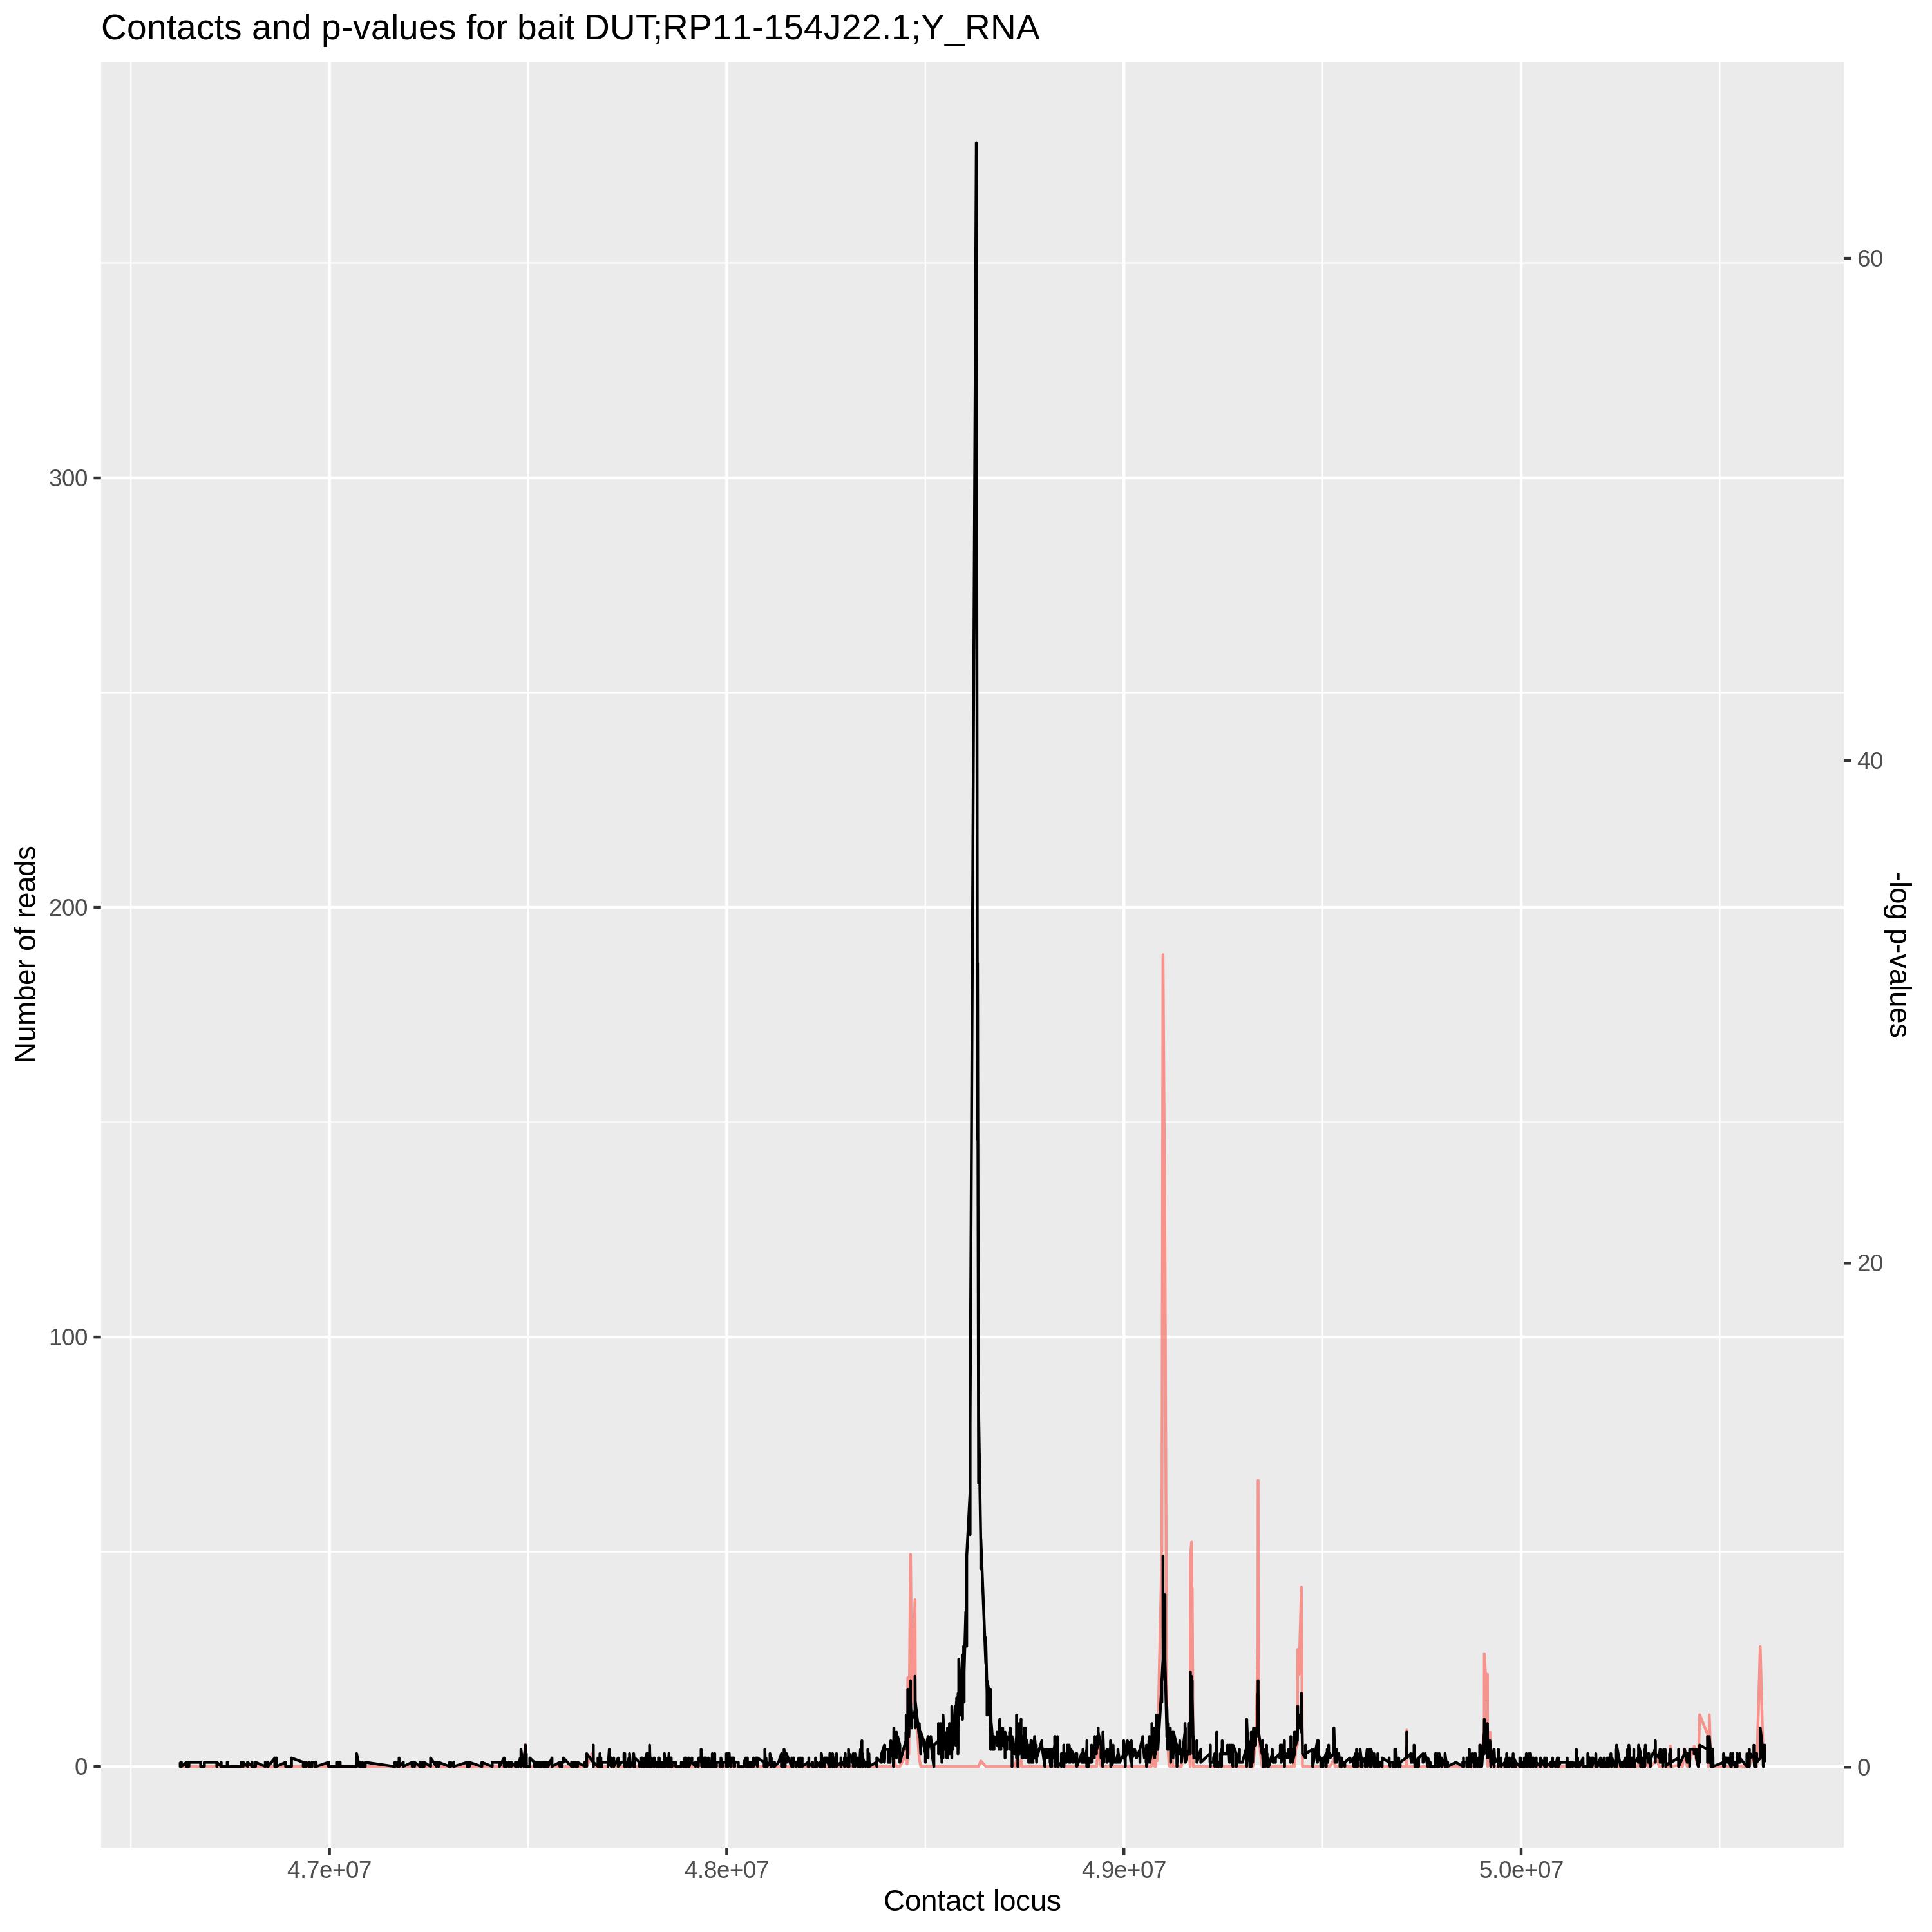 Contacts and p-values for bait DUT;RP11-154J22.1;Y_RNA
Number of reads
300
200
100
0
60
40
20
0
-log p-values
4.7e+07 4.8e+07 4.9e+07 5.0e+07
Contact locus